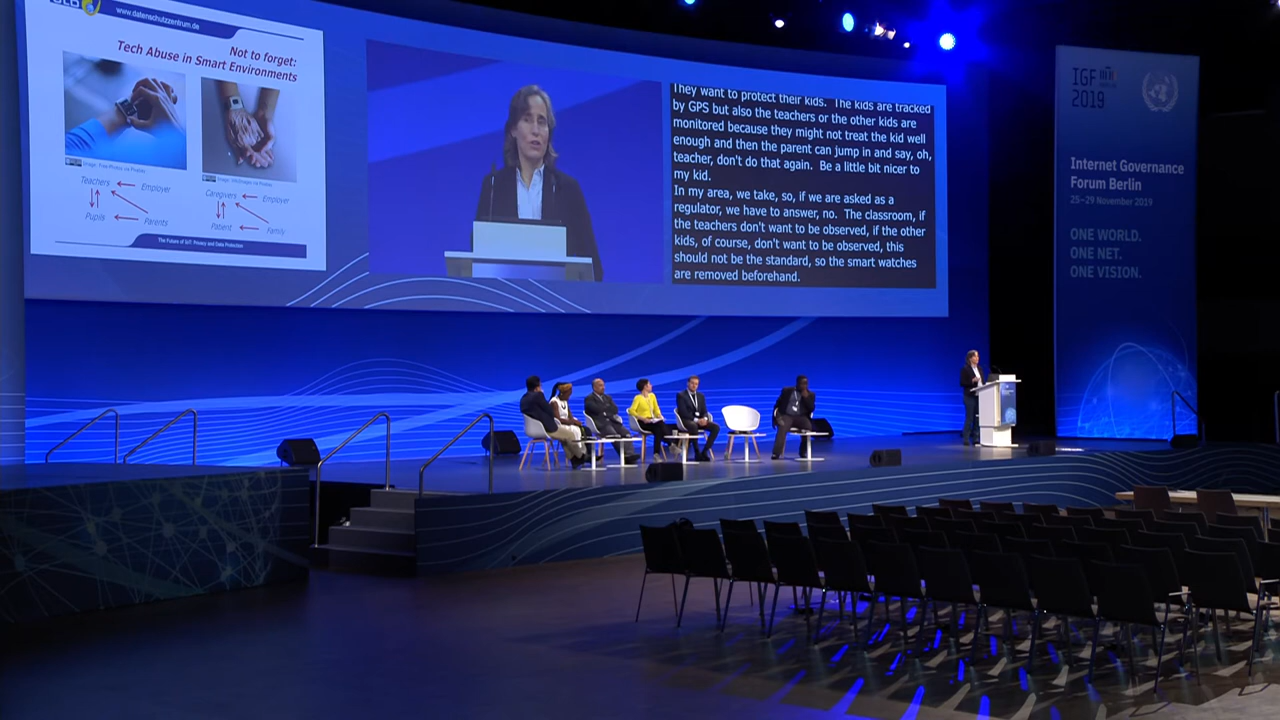 www.datenschutzzentrum.de
Not to forget:
Tech Abuse in Smart Environments
Teachers
Employer
Pupils
Parents
Caregivers
Employer
Patient
Family
The Future of IoT: Privacy and Data Protection
They want to protect their kids. The kids are tracked
by GPS but also the teachers or the other kids are
monitored because they might not treat the kid well
enough and then the parent can jump in and say, oh,
teacher, don't do that again. Be a little bit nicer to
my kid.
In my area, we take, so, if we are asked as a
regulator, we have to answer, no. The classroom, if
the teachers don't want to be observed, if the other
kids, of course, don't want to be observed, this
should not be the standard, so the smart watches
are removed beforehand.
IGF
2019
Internet Governance
Forum Berlin
25–29 November 2019
ONE WORLD.
ONE NET.
ONE VISION.